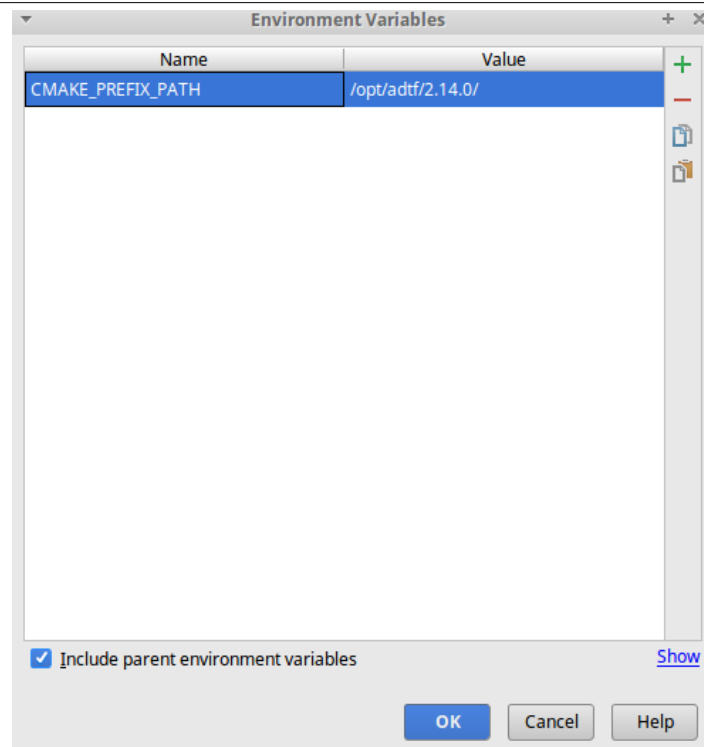 Environment Variables
Name Value
CMAKE_PREFIX_PATH /opt/adtf/2.14.0/
Include parent environment variables Show
OK Cancel Help